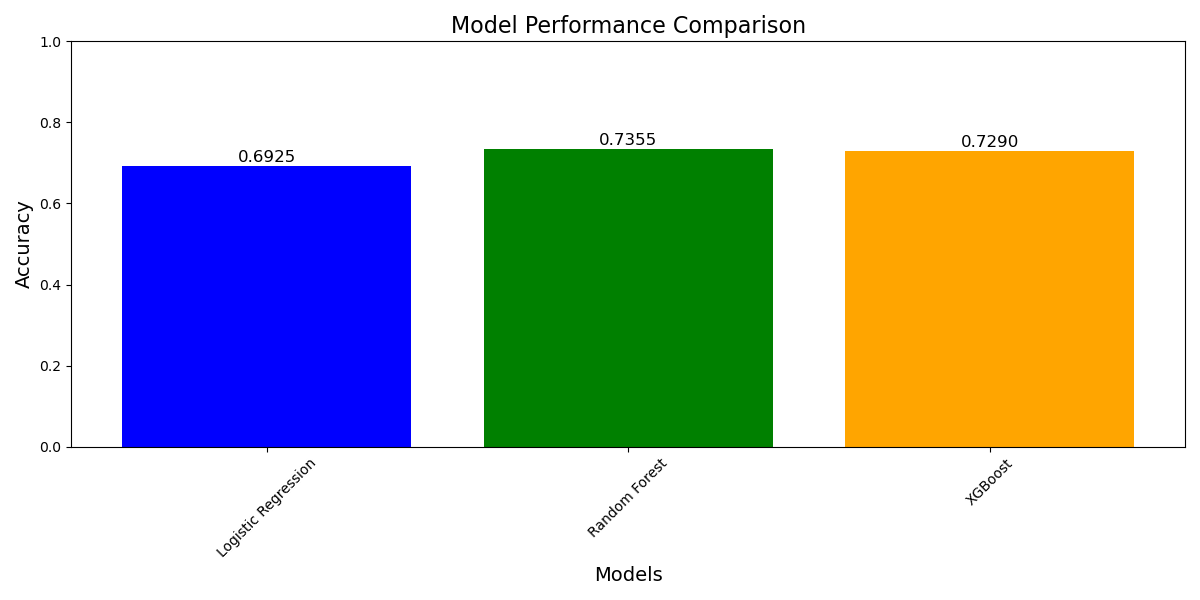 Model Performance Comparison
1.0
0.8
0.6
0.4
0.2
0.0
Accuracy
0.6925
0.7355
0.7290
Logistic Regression
Random Forest
XGBoost
Models